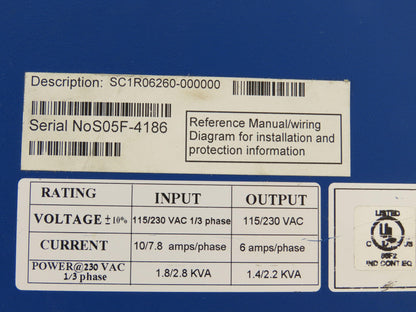 Description: SC1R06260-000000
Serial NoS05F-4186
Reference Manual/wiring
Diagram for installation and
protection information
RATING INPUT OUTPUT
VOLTAGE ±10% 115/230 VAC 1/3 phase 115/230 VAC
CURRENT 10/7.8 amps/phase 6 amps/phase
POWER@230 VAC 1.8/2.8 KVA 1.4/2.2 KVA
1/3 phase
LISTED
C UL US
IND CONT EQ